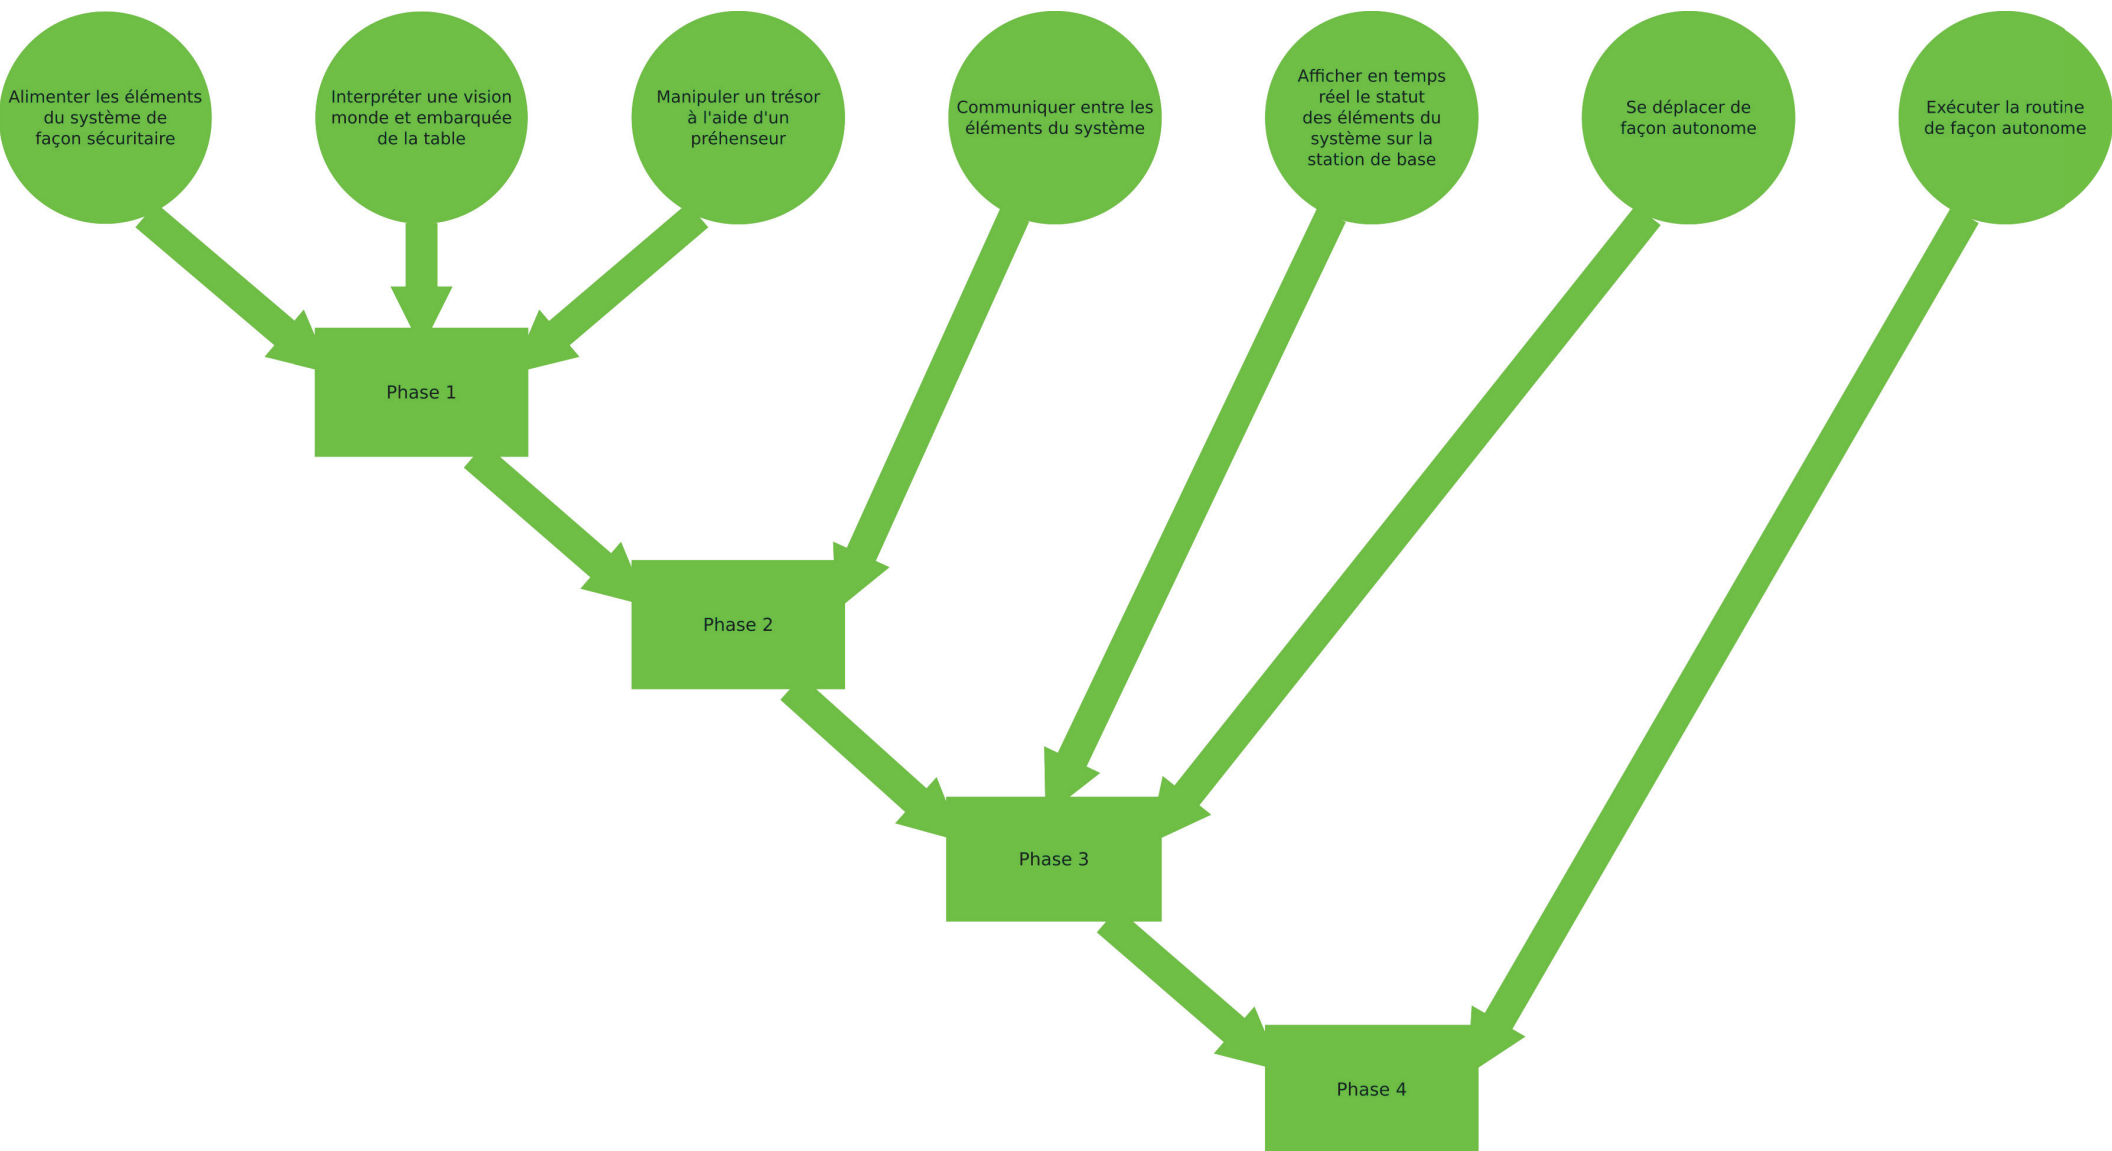 Alimenter les éléments
du système de
façon sécuritaire
Interpréter une vision
monde et embarquée
de la table
Manipuler un trésor
à l'aide d'un
préhenseur
Communiquer entre les
éléments du système
Afficher en temps
réel le statut
des éléments du
système sur la
station de base
Se déplacer de
façon autonome
Exécuter la routine
de façon autonome
Phase 1
Phase 2
Phase 3
Phase 4